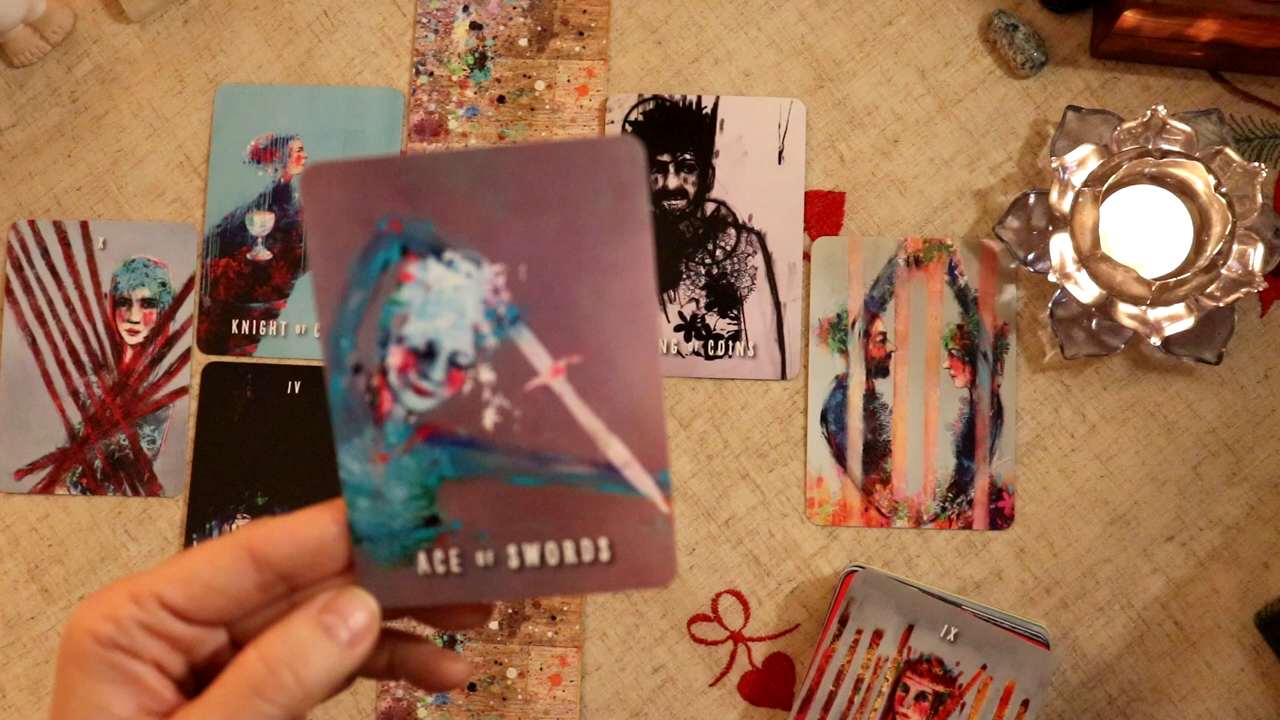 X
KNIGHT OF C
IV
NG OF COINS
ACE OF SWORDS
IX